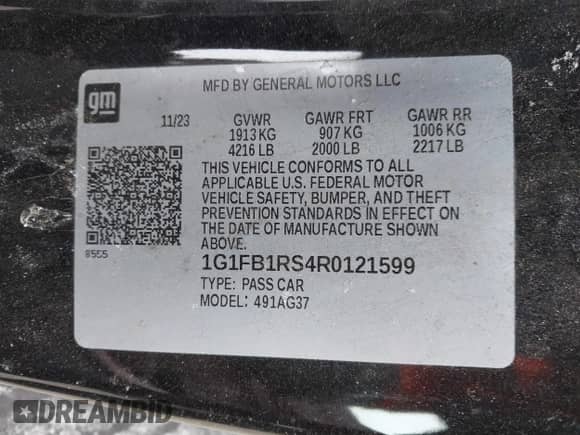 gm
MFD BY GENERAL MOTORS LLC
11/23 GVWR GAWR FRT GAWR RR
1913 KG 907 KG 1006 KG
4216 LB 2000 LB 2217 LB
THIS VEHICLE CONFORMS TO ALL
APPLICABLE U.S. FEDERAL MOTOR
VEHICLE SAFETY, BUMPER, AND THEFT
PREVENTION STANDARDS IN EFFECT ON
THE DATE OF MANUFACTURE SHOWN
ABOVE.
8555
1G1FB1RS4R0121599
TYPE: PASS CAR
MODEL: 491AG37
DREAMBID